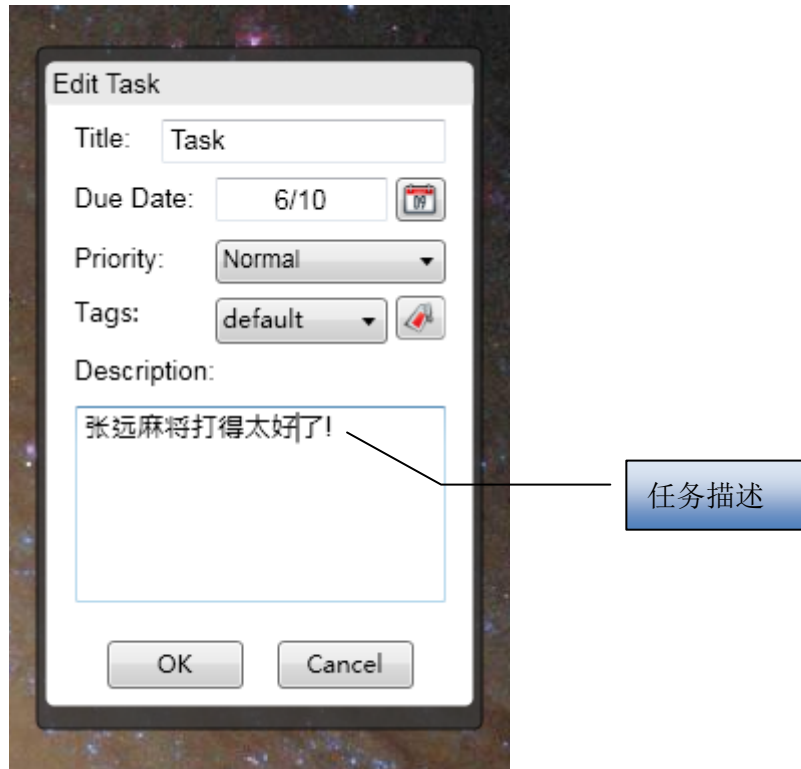 Edit Task
Title: Task
Due Date: 6/10
09
Priority: Normal
Tags: default
Description:
张远麻将打得太好了!
任务描述
OK Cancel